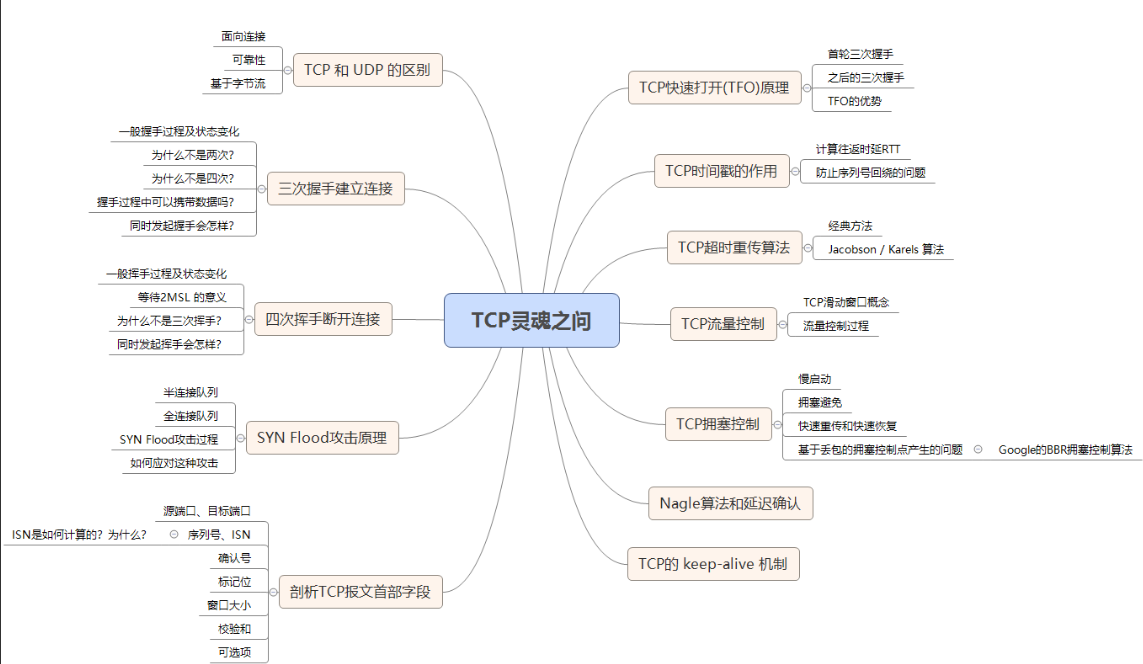 TCP灵魂之问
TCP 和 UDP 的区别
面向连接
可靠性
基于字节流
三次握手建立连接
一般握手过程及状态变化
为什么不是两次?
为什么不是四次?
握手过程中可以携带数据吗?
同时发起握手会怎样?
四次挥手断开连接
一般挥手过程及状态变化
等待2MSL 的意义
为什么不是三次挥手?
同时发起挥手会怎样?
SYN Flood攻击原理
半连接队列
全连接队列
SYN Flood攻击过程
如何应对这种攻击
剖析TCP报文首部字段
源端口、目标端口
序列号、ISN
ISN是如何计算的? 为什么?
确认号
标记位
窗口大小
校验和
可选项
TCP快速打开(TFO)原理
首轮三次握手
之后的三次握手
TFO的优势
TCP时间戳的作用
计算往返时延RTT
防止序列号回绕的问题
TCP超时重传算法
经典方法
Jacobson / Karels 算法
TCP流量控制
TCP滑动窗口概念
流量控制过程
TCP拥塞控制
慢启动
拥塞避免
快速重传和快速恢复
基于丢包的拥塞控制点产生的问题
Google的BBR拥塞控制算法
Nagle算法和延迟确认
TCP的 keep-alive 机制